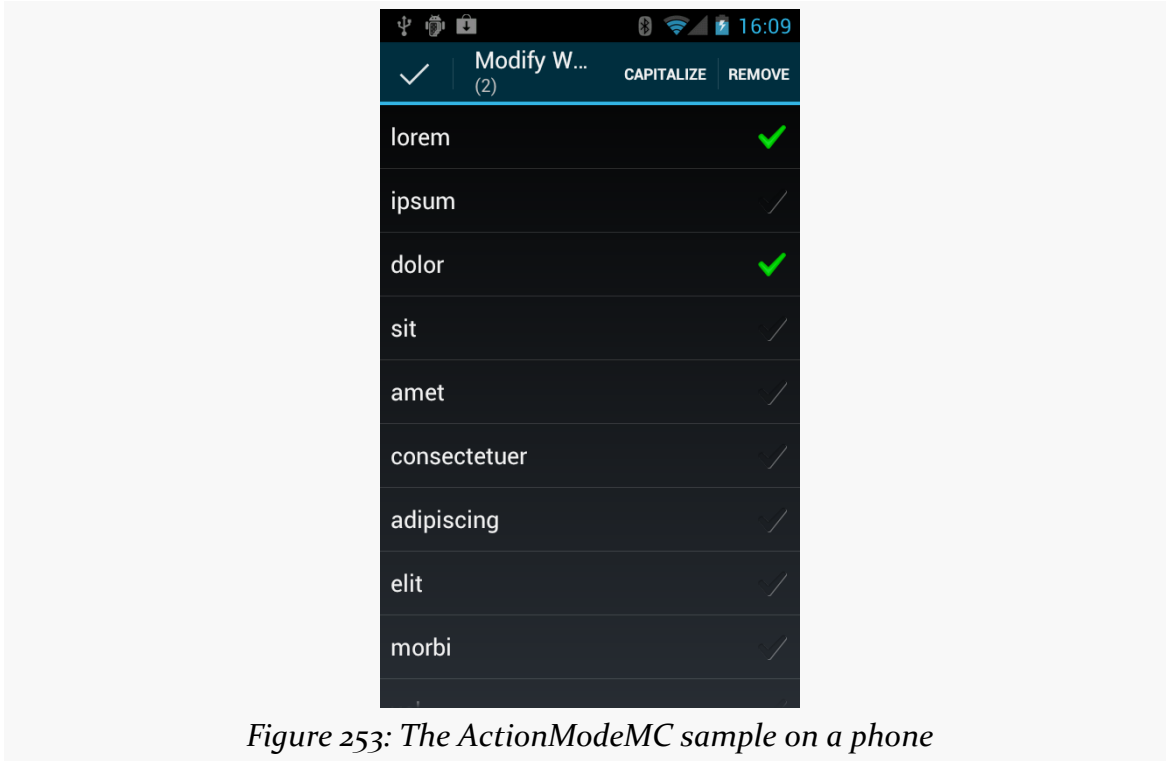 16:09
Modify W...
(2)
CAPITALIZE REMOVE
lorem
ipsum
dolor
sit
amet
consectetuer
adipiscing
elit
morbi
Figure 253: The ActionModeMC sample on a phone